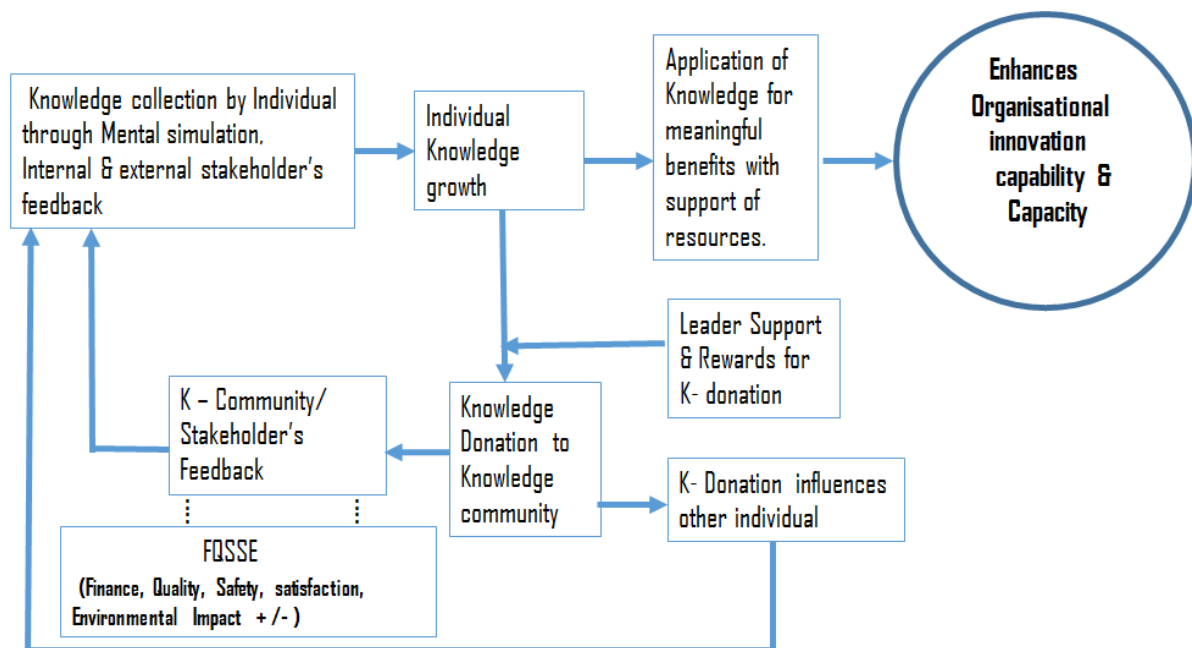 Knowledge collection by Individual
through Mental simulation,
Internal & external stakeholder's
feedback
Individual
Knowledge
growth
Application of
Knowledge for
meaningful
benefits with
support of
resources.
Enhances
Organisational
innovation
capability &
Capacity
Leader Support
& Rewards for
K- donation
K – Community/
Stakeholder's
Feedback
Knowledge
Donation to
Knowledge
community
K- Donation influences
other individual
FQSSE
(Finance, Quality, Safety, satisfaction,
Environmental Impact + /- )